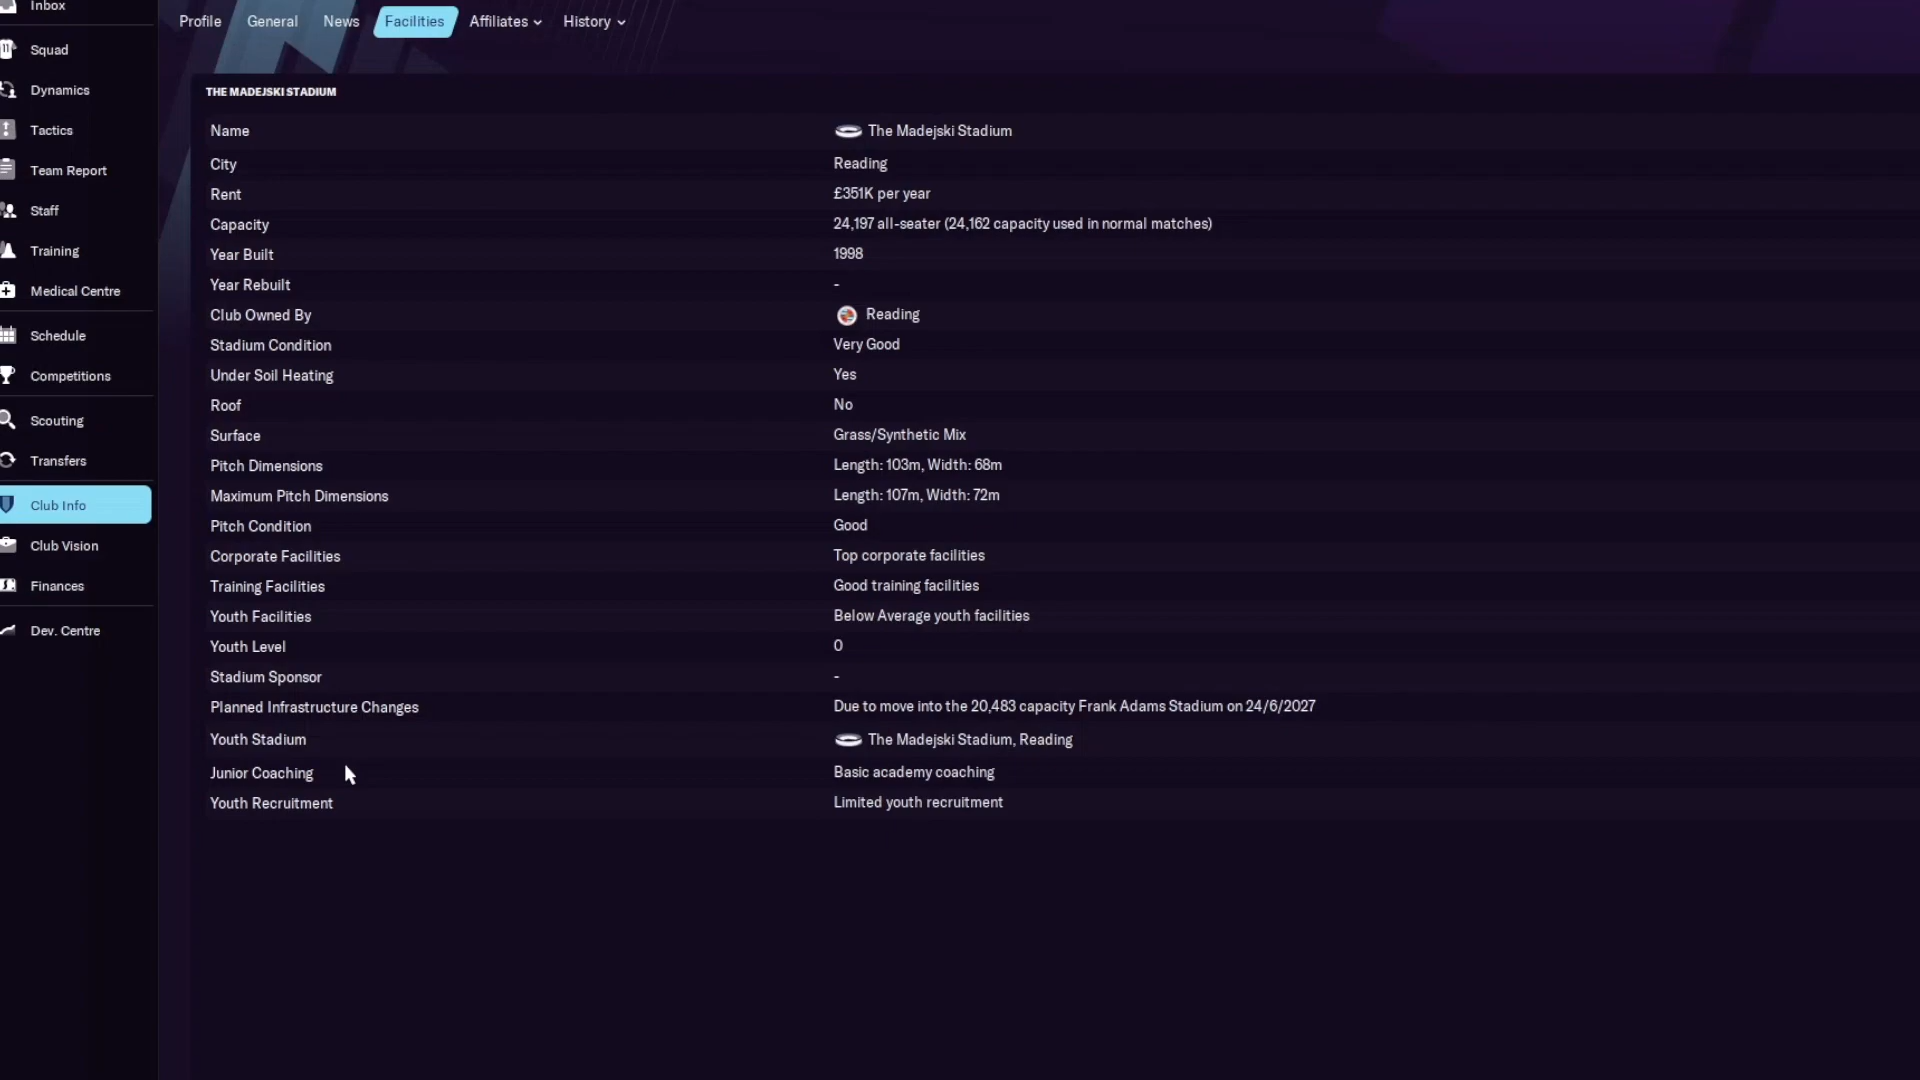 Inbox
Squad
Dynamics
Tactics
Team Report
Staff
Training
Medical Centre
Schedule
Competitions
Scouting
Transfers
Club Info
Club Vision
Finances
Dev. Centre
Profile General News Facilities Affiliates History
THE MADEJSKI STADIUM
Name The Madejski Stadium
City Reading
Rent £351K per year
Capacity 24,197 all-seater (24,162 capacity used in normal matches)
Year Built 1998
Year Rebuilt -
Club Owned By Reading
Stadium Condition Very Good
Under Soil Heating Yes
Roof No
Surface Grass/Synthetic Mix
Pitch Dimensions Length: 103m, Width: 68m
Maximum Pitch Dimensions Length: 107m, Width: 72m
Pitch Condition Good
Corporate Facilities Top corporate facilities
Training Facilities Good training facilities
Youth Facilities Below Average youth facilities
Youth Level 0
Stadium Sponsor -
Planned Infrastructure Changes Due to move into the 20,483 capacity Frank Adams Stadium on 24/6/2027
Youth Stadium The Madejski Stadium, Reading
Junior Coaching Basic academy coaching
Youth Recruitment Limited youth recruitment